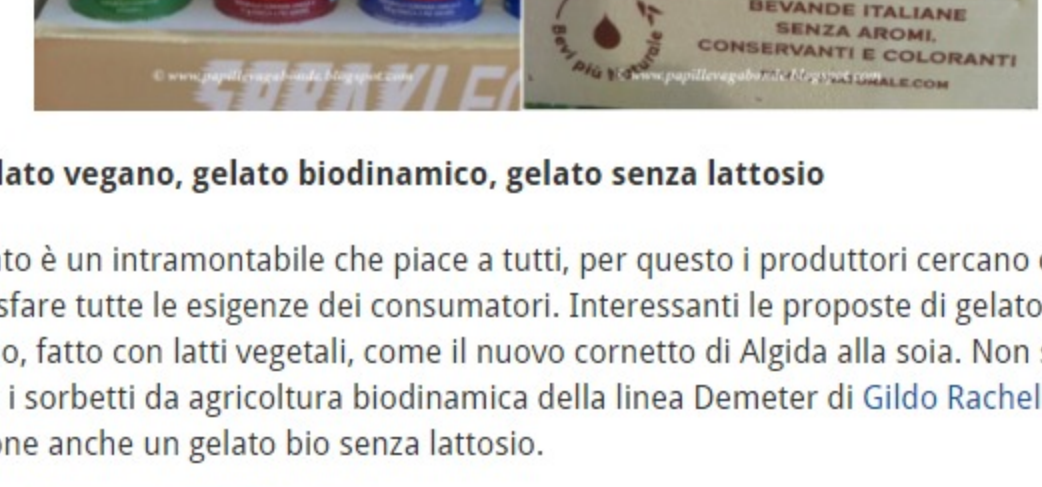 BEVANDE ITALIANE
SENZA AROMI,
CONSERVANTI E COLORANTI
Bevi più Naturale
© www.papillevagabonde.blogspot.com
www.papillevagabonde.blogspot.com
NATURALE.COM
lato vegano, gelato biodinamico, gelato senza lattosio
ato è un intramontabile che piace a tutti, per questo i produttori cercano
sfare tutte le esigenze dei consumatori. Interessanti le proposte di gelato
o, fatto con latti vegetali, come il nuovo cornetto di Algida alla soia. Non s
i sorbetti da agricoltura biodinamica della linea Demeter di Gildo Rachel
one anche un gelato bio senza lattosio.